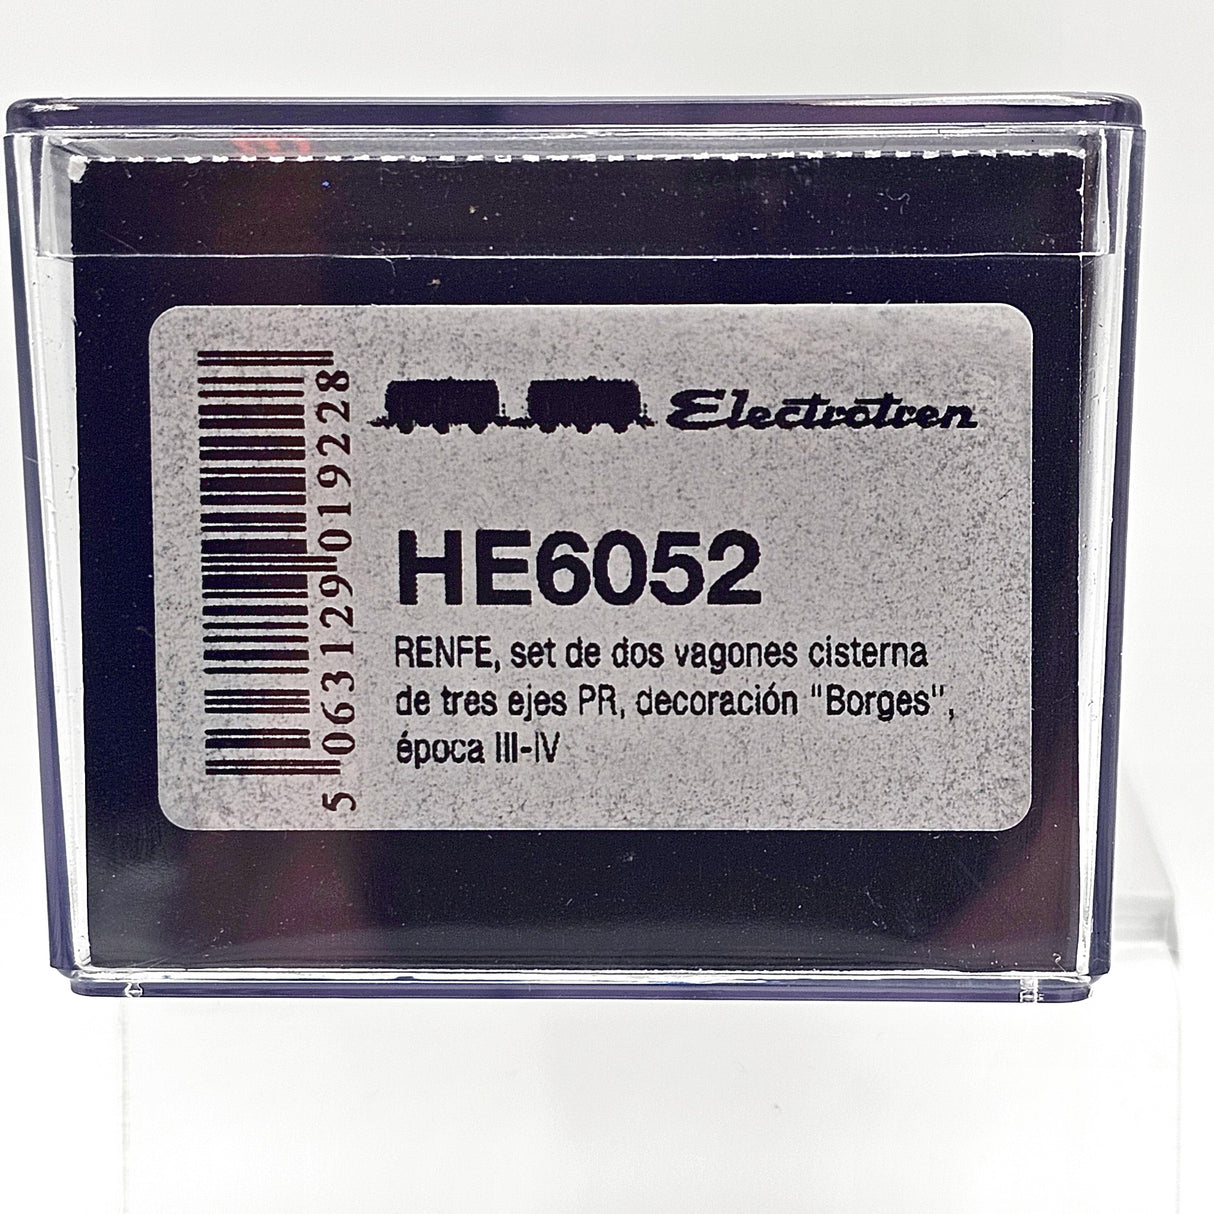 Electrotren
HE6052
RENFE, set de dos vagones cisterna
de tres ejes PR, decoración "Borges",
época III-IV
5 063129 019228